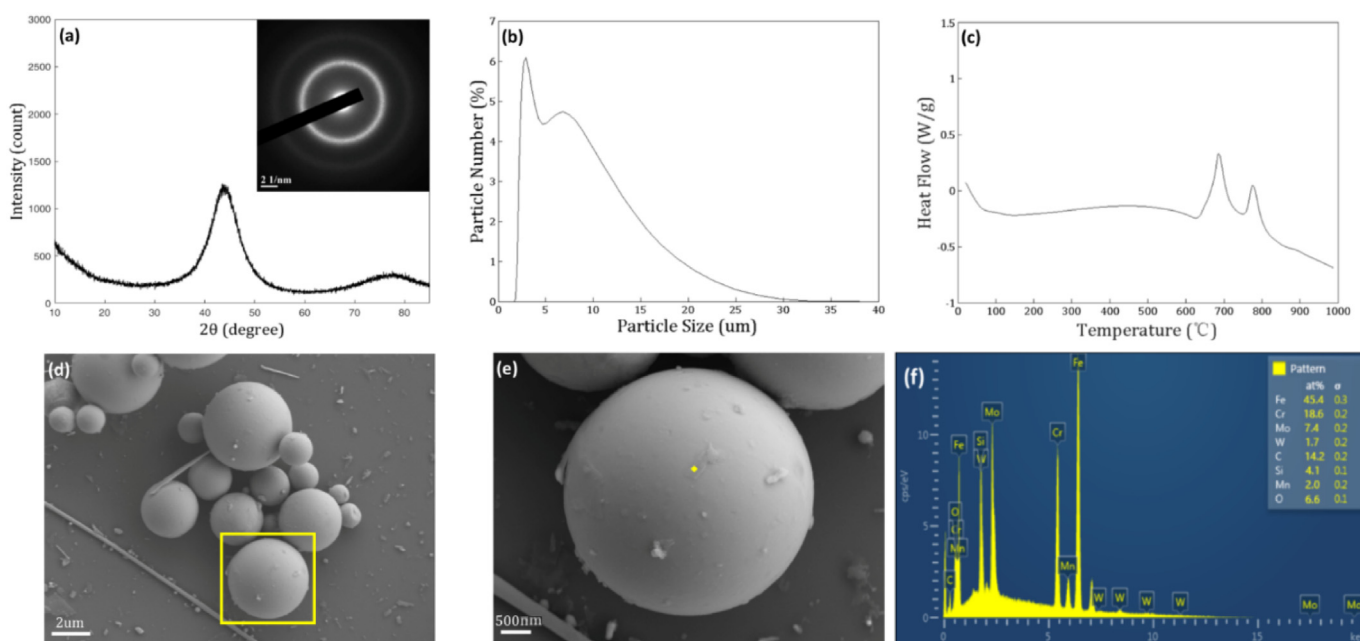 (a)
3000
2500
2000
1500
1000
500
0
Intensity (count)
10 20 30 40 50 60 70 80
2θ (degree)
2 1/nm
(b)
7
6
5
4
3
2
1
0
Particle Number (%)
0 5 10 15 20 25 30 35 40
Particle Size (um)
(c)
1.5
1
0.5
0
-0.5
-1
-1.5
Heat Flow (W/g)
0 100 200 300 400 500 600 700 800 900 1000
Temperature (℃)
(d)
2um
(e)
500nm
(f)
Fe
Mo
Cr
Fe
Si
W
O
Cr
Mn
C
Mn
W W W W
Mo Mo
10
5
0
cps/eV
0 5 10 15
Pattern
at% σ
Fe 45.4 0.3
Cr 18.6 0.2
Mo 7.4 0.2
W 1.7 0.2
C 14.2 0.2
Si 4.1 0.1
Mn 2.0 0.2
O 6.6 0.1